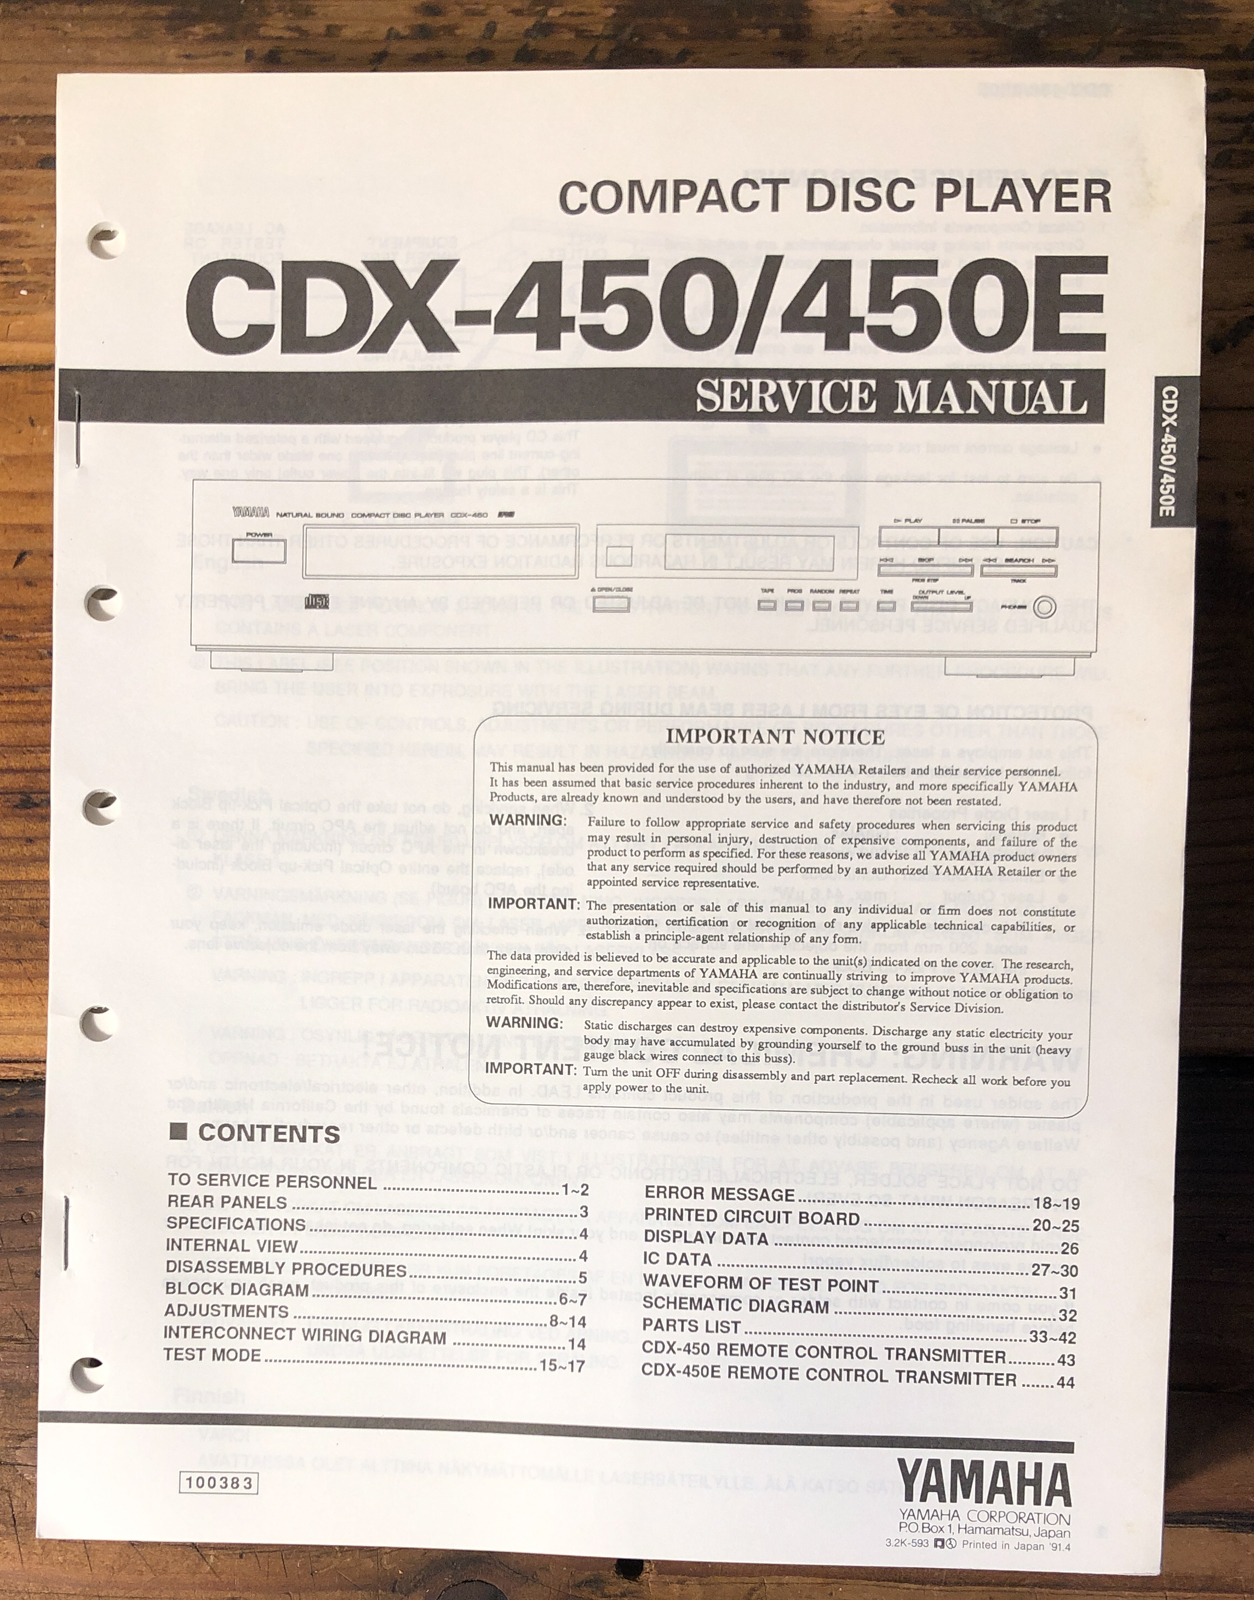 COMPACT DISC PLAYER
CDX-450/450E
SERVICE MANUAL
CDX-450/450E
YAMAHA NATURAL SOUND COMPACT DISC PLAYER CDX-450
POWER
PLAY PAUSE STOP
SKIP SEARCH
OPEN/CLOSE
TAPE PROG RANDOM REPEAT TIME OUTPUT LEVEL
DOWN UP
PHONES
IMPORTANT NOTICE
This manual has been provided for the use of authorized YAMAHA Retailers and their service personnel.
It has been assumed that basic service procedures inherent to the industry, and more specifically YAMAHA
Products, are already known and understood by the users, and have therefore not been restated.
WARNING: Failure to follow appropriate service and safety procedures when servicing this product
may result in personal injury, destruction of expensive components, and failure of the
product to perform as specified. For these reasons, we advise all YAMAHA product owners
that any service required should be performed by an authorized YAMAHA Retailer or the
appointed service representative.
IMPORTANT: The presentation or sale of this manual to any individual or firm does not constitute
authorization, certification or recognition of any applicable technical capabilities, or
establish a principle-agent relationship of any form.
The data provided is believed to be accurate and applicable to the unit(s) indicated on the cover. The research,
engineering, and service departments of YAMAHA are continually striving to improve YAMAHA products.
Modifications are, therefore, inevitable and specifications are subject to change without notice or obligation to
retrofit. Should any discrepancy appear to exist, please contact the distributor's Service Division.
WARNING: Static discharges can destroy expensive components. Discharge any static electricity your
body may have accumulated by grounding yourself to the ground buss in the unit (heavy
gauge black wires connect to this buss).
IMPORTANT: Turn the unit OFF during disassembly and part replacement. Recheck all work before you
apply power to the unit.
■ CONTENTS
TO SERVICE PERSONNEL ..........1~2
REAR PANELS ..........3
SPECIFICATIONS ..........4
INTERNAL VIEW ..........4
DISASSEMBLY PROCEDURES ..........5
BLOCK DIAGRAM ..........6~7
ADJUSTMENTS ..........8~14
INTERCONNECT WIRING DIAGRAM ..........14
TEST MODE ..........15~17
ERROR MESSAGE ..........18~19
PRINTED CIRCUIT BOARD ..........20~25
DISPLAY DATA ..........26
IC DATA ..........27~30
WAVEFORM OF TEST POINT ..........31
SCHEMATIC DIAGRAM ..........32
PARTS LIST ..........33~42
CDX-450 REMOTE CONTROL TRANSMITTER ..........43
CDX-450E REMOTE CONTROL TRANSMITTER .......44
100383
YAMAHA
YAMAHA CORPORATION
P.O.Box 1, Hamamatsu, Japan
3.2K-593 Printed in Japan '91.4